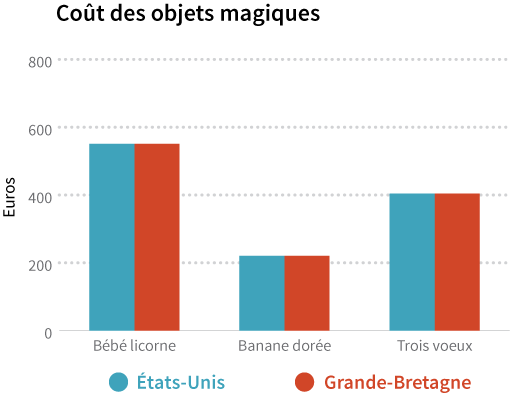 Coût des objets magiques
800
600
400
200
0
Euros
Bébé licorne
Banane dorée
Trois voeux
États-Unis
Grande-Bretagne